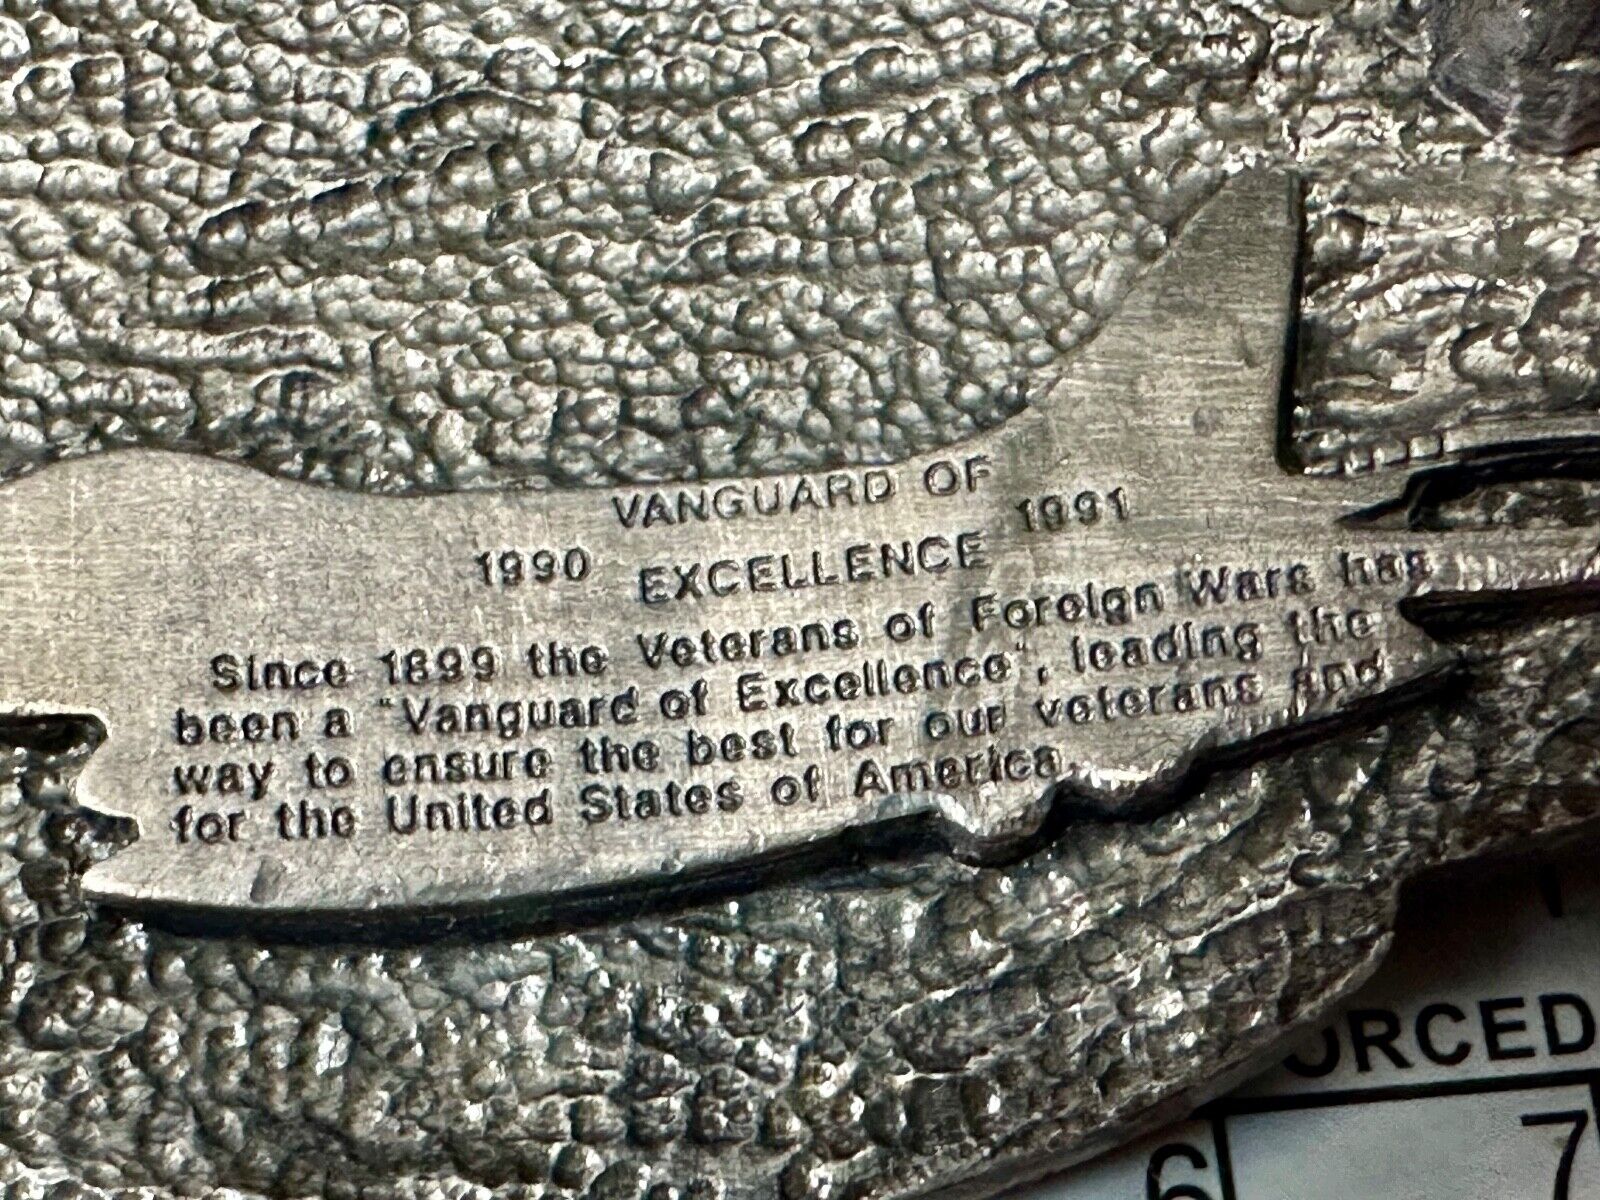 VANGUARD OF
1990 EXCELLENCE 1991
Since 1899 the Veterans of Foreign Wars has
been a "Vanguard of Excellence", leading the
way to ensure the best for our veterans and
for the United States of America.
ORCED
6 7